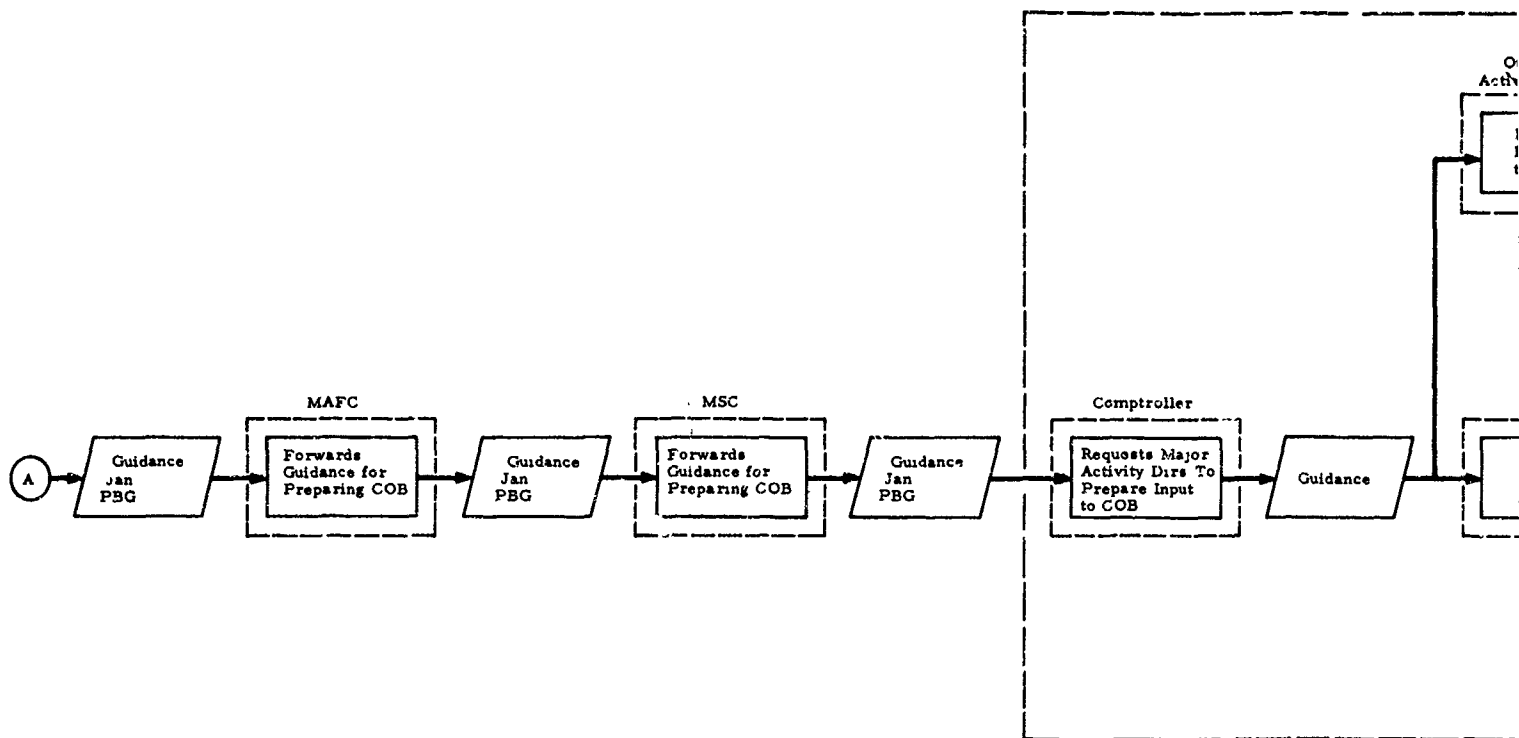 MAFC
MSC
Comptroller
A
Guidance
Jan
PBG
Forwards
Guidance for
Preparing COB
Guidance
Jan
PBG
Forwards
Guidance for
Preparing COB
Guidance
Jan
PBG
Requests Major
Activity Dirs To
Prepare Input
to COB
Guidance